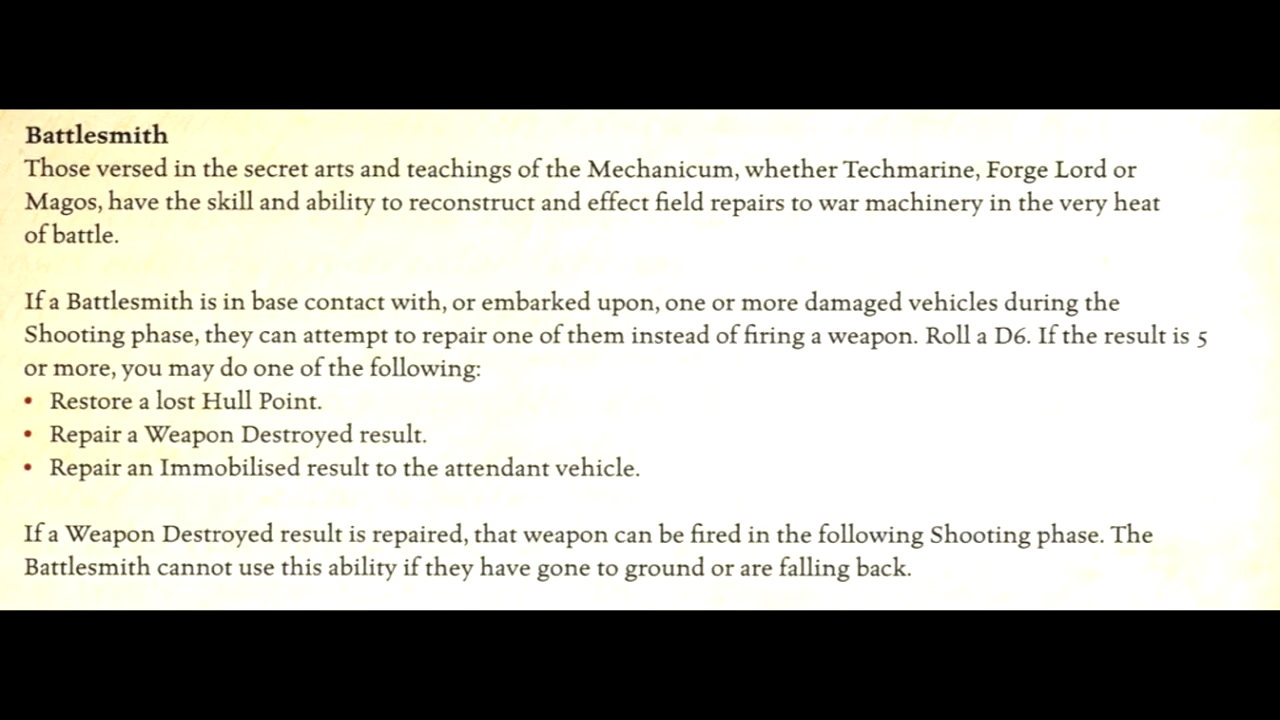 Battlesmith
Those versed in the secret arts and teachings of the Mechanicum, whether Techmarine, Forge Lord or
Magos, have the skill and ability to reconstruct and effect field repairs to war machinery in the very heat
of battle.
If a Battlesmith is in base contact with, or embarked upon, one or more damaged vehicles during the
Shooting phase, they can attempt to repair one of them instead of firing a weapon. Roll a D6. If the result is 5
or more, you may do one of the following:
• Restore a lost Hull Point.
• Repair a Weapon Destroyed result.
• Repair an Immobilised result to the attendant vehicle.
If a Weapon Destroyed result is repaired, that weapon can be fired in the following Shooting phase. The
Battlesmith cannot use this ability if they have gone to ground or are falling back.